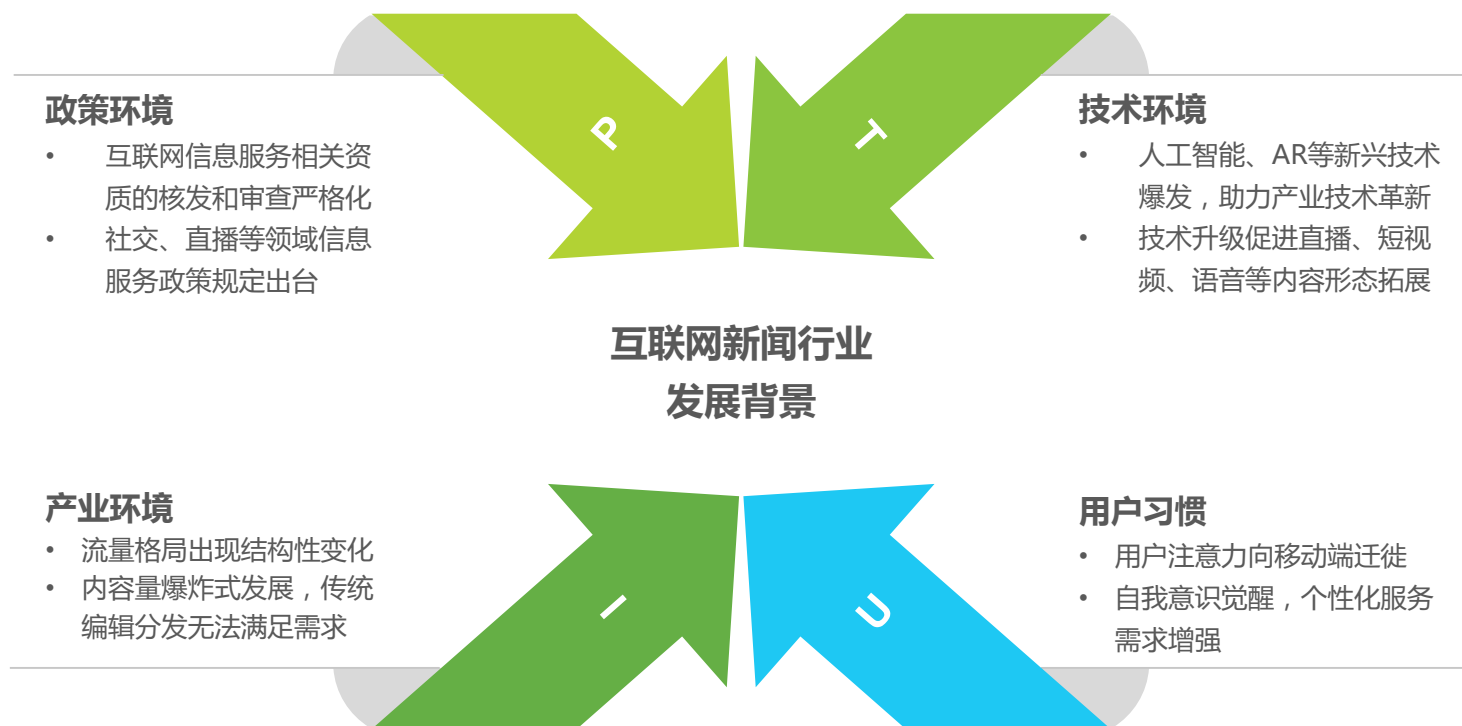 政策环境
• 互联网信息服务相关资
质的核发和审查严格化
• 社交、直播等领域信息
服务政策规定出台
P
T
技术环境
• 人工智能、AR等新兴技术
爆发，助力产业技术革新
• 技术升级促进直播、短视
频、语音等内容形态拓展
互联网新闻行业
发展背景
产业环境
• 流量格局出现结构性变化
• 内容量爆炸式发展，传统
编辑分发无法满足需求
I
U
用户习惯
• 用户注意力向移动端迁徙
• 自我意识觉醒，个性化服务
需求增强